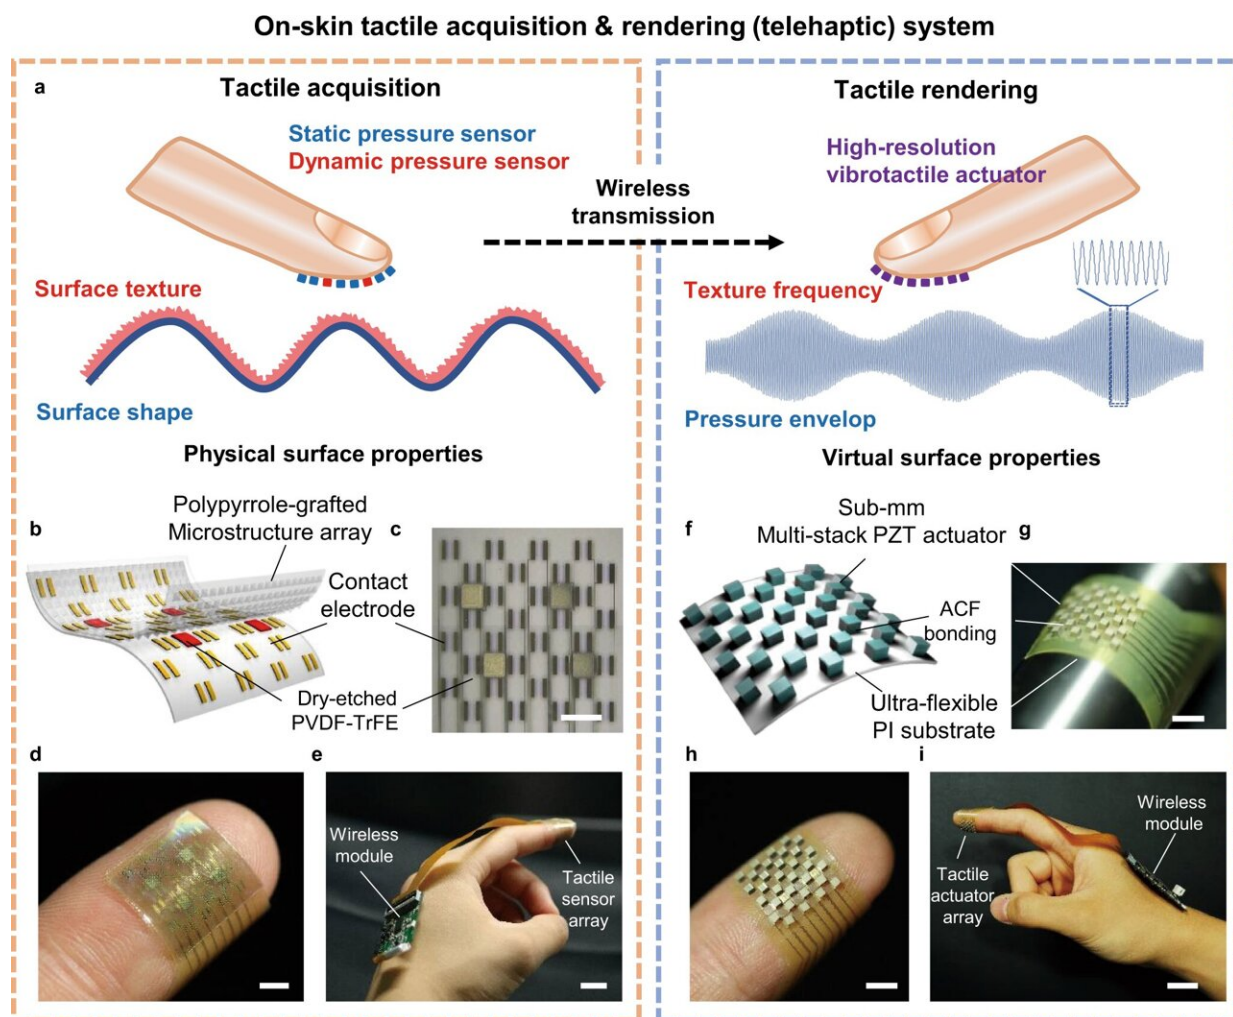 On-skin tactile acquisition & rendering (telehaptic) system
a
Tactile acquisition
Static pressure sensor
Dynamic pressure sensor
Surface texture
Surface shape
Physical surface properties
Wireless
transmission
Tactile rendering
High-resolution
vibrotactile actuator
Texture frequency
Pressure envelop
Virtual surface properties
b
Polypyrrole-grafted
Microstructure array
c
Contact
electrode
Dry-etched
PVDF-TrFE
d
e
Wireless
module
Tactile
sensor
array
f
Sub-mm
Multi-stack PZT actuator
g
ACF
bonding
Ultra-flexible
PI substrate
h
i
Wireless
module
Tactile
actuator
array